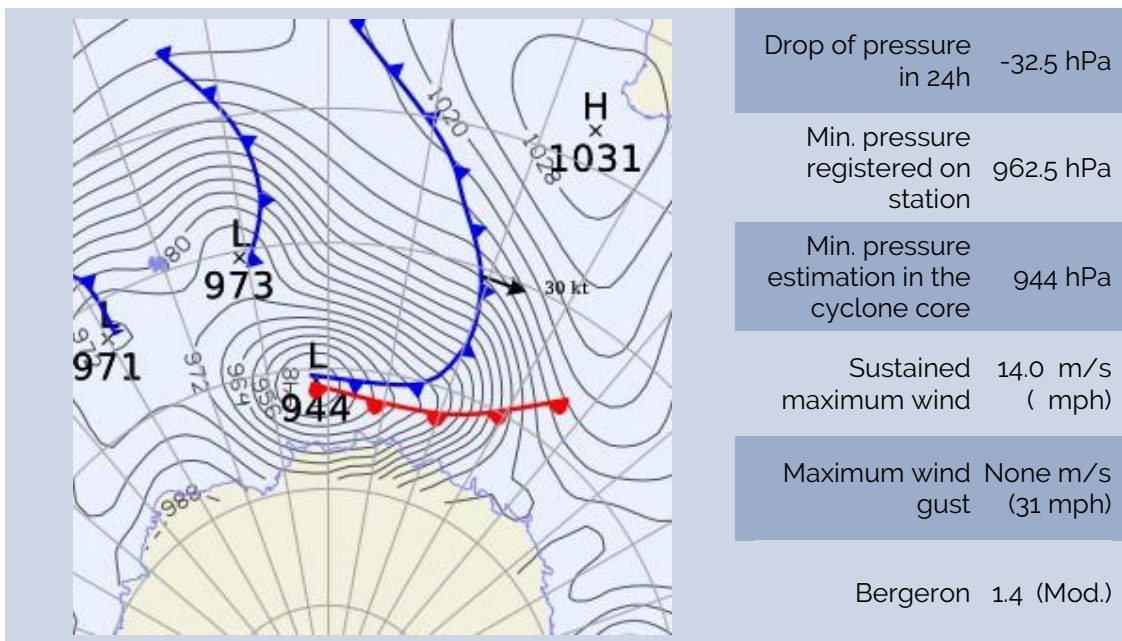 1020
H
1031
1028
L
973
980
30 kt
L
971
972
964
956
L
944
988
Drop of pressure
in 24h
-32.5 hPa
Min. pressure
registered on
station
962.5 hPa
Min. pressure
estimation in the
cyclone core
944 hPa
Sustained
maximum wind
14.0 m/s
( mph)
Maximum wind
gust
None m/s
(31 mph)
Bergeron
1.4 (Mod.)